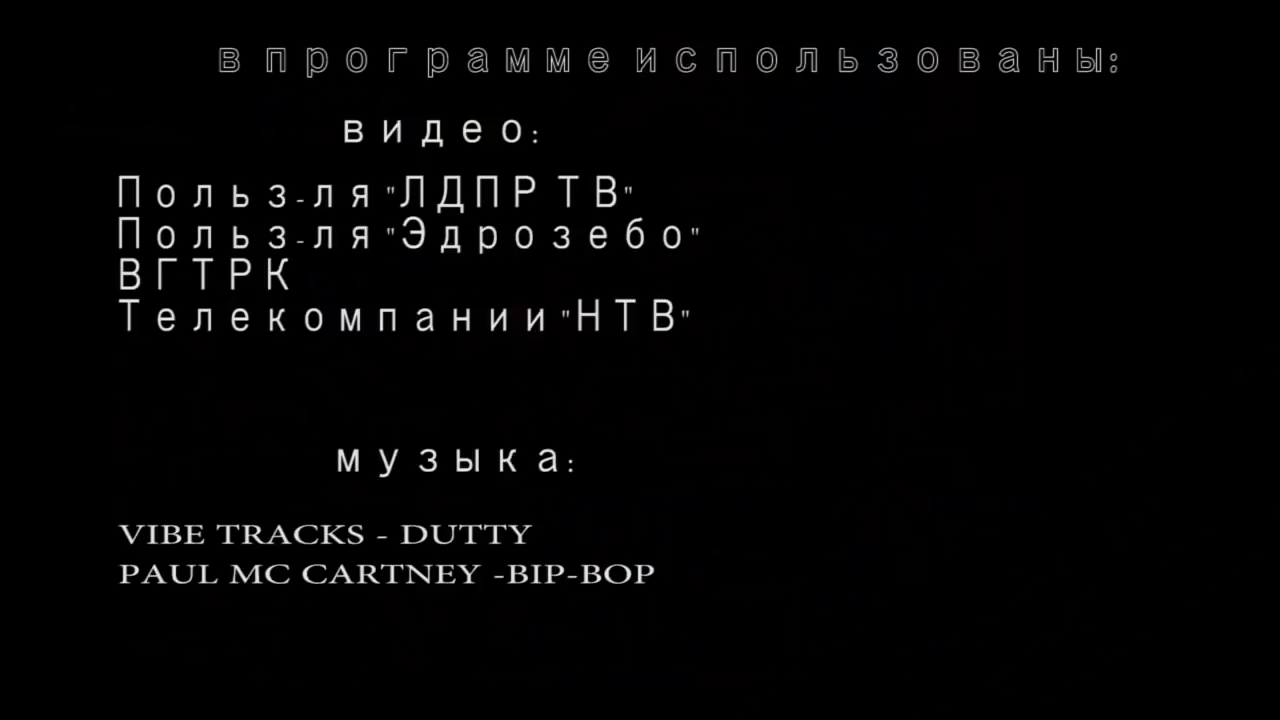 в программе использованы:
видео:
Польз-ля "ЛДПР ТВ"
Польз-ля "Эдрозебо"
ВГТРК
Телекомпании "НТВ"
музыка:
VIBE TRACKS - DUTTY
PAUL MC CARTNEY -BIP-BOP